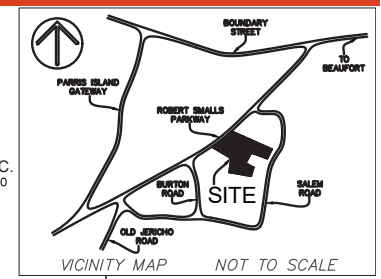 BOUNDARY
STREET
TO
BEAUFORT
PARRIS ISLAND
GATEWAY
ROBERT SMALLS
PARKWAY
C.
0
BURTON
ROAD
SITE
SALEM
ROAD
OLD JERICHO
ROAD
VICINITY MAP NOT TO SCALE